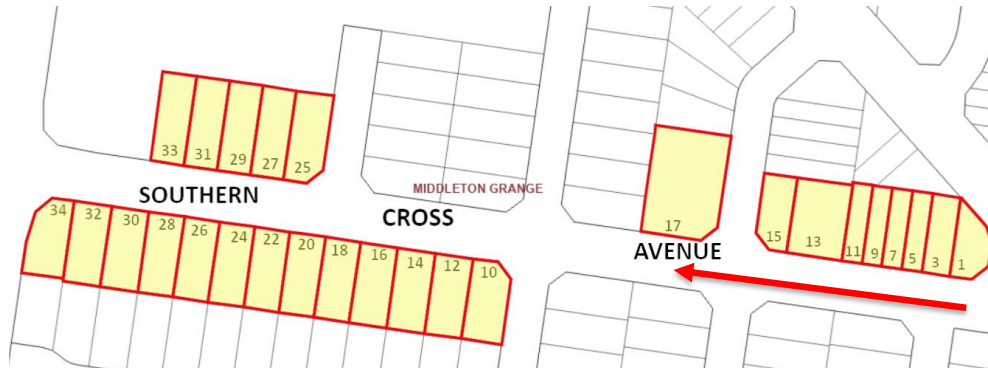 33 31 29 27 25
SOUTHERN
MIDDLETON GRANGE
CROSS
34 32 30 28 26 24 22 20 18 16 14 12 10
17
AVENUE
15 13 11 9 7 5 3 1